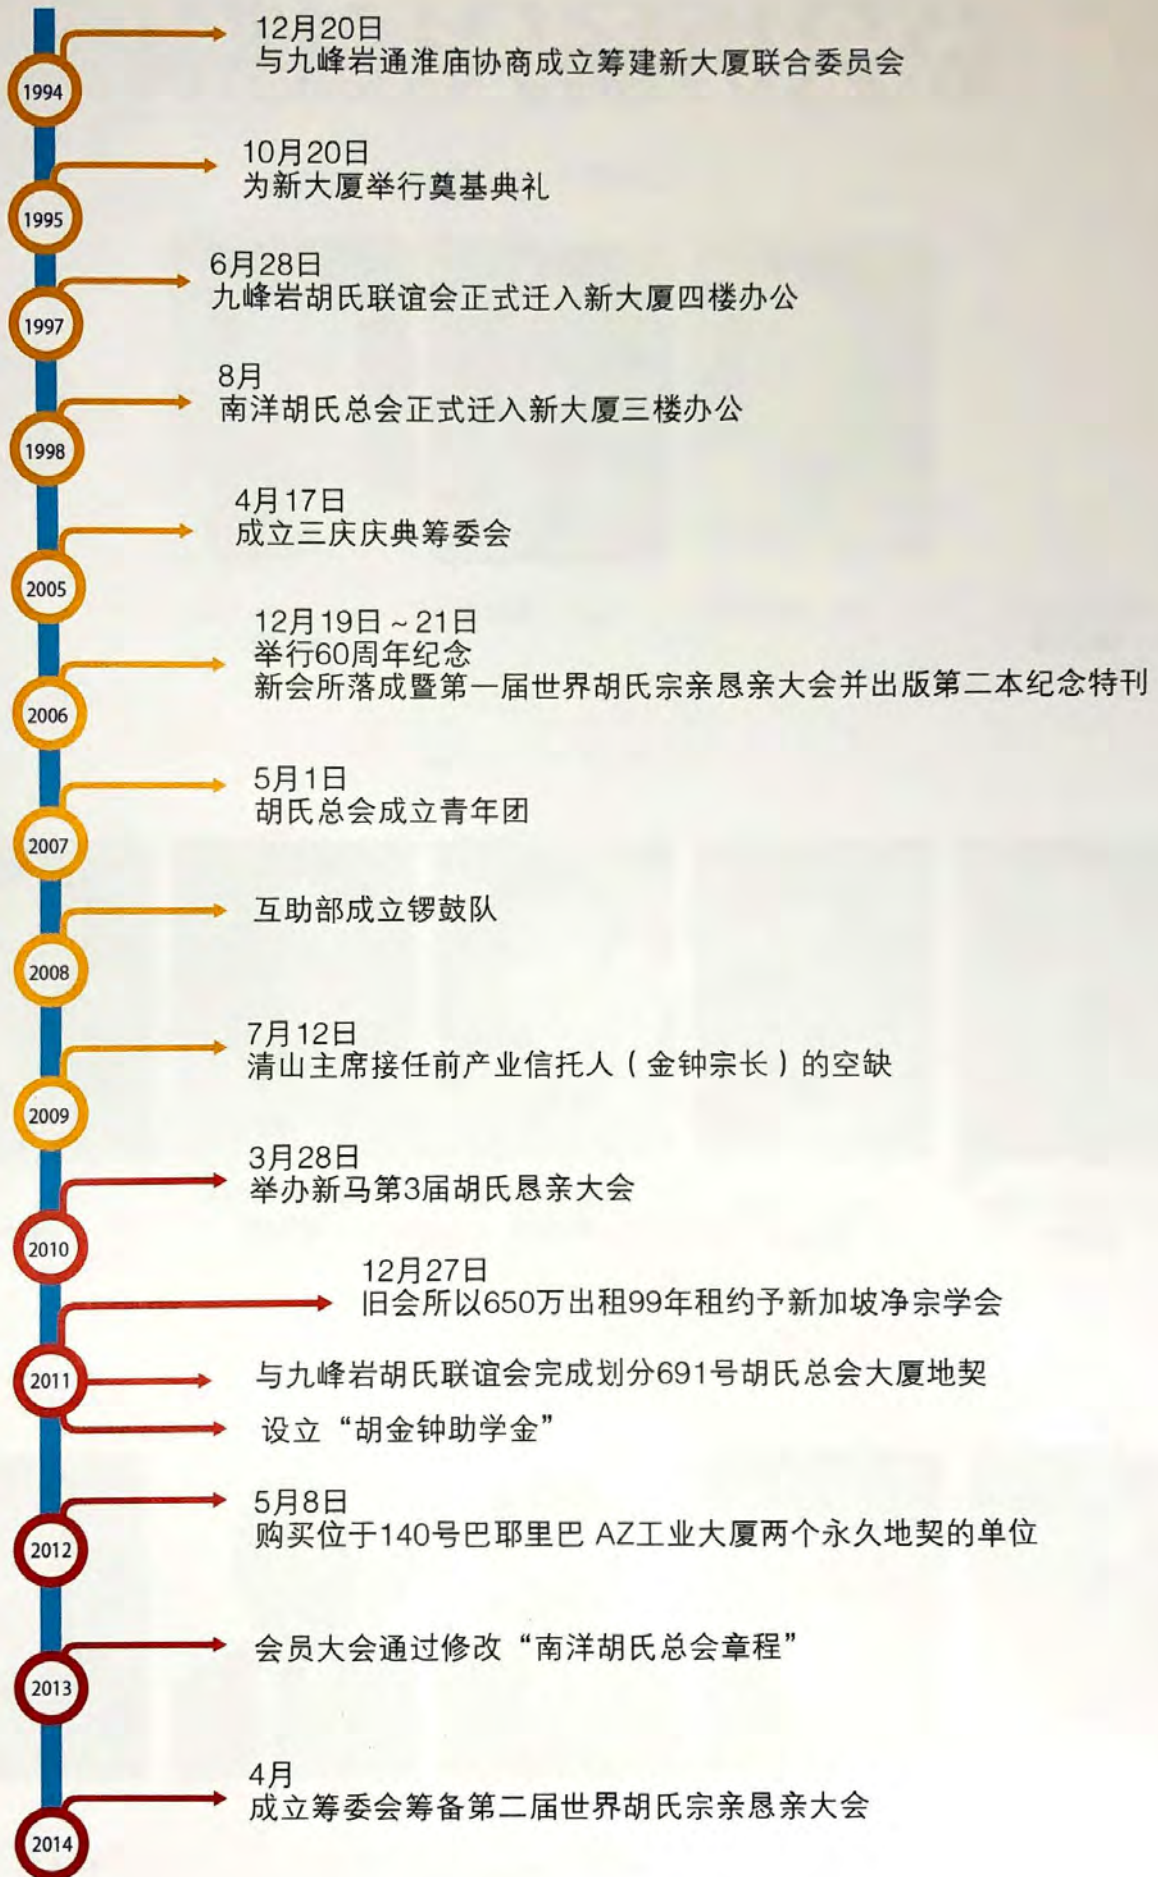 12月20日
与九峰岩通淮庙协商成立筹建新大厦联合委员会
1994
10月20日
为新大厦举行奠基典礼
1995
6月28日
九峰岩胡氏联谊会正式迁入新大厦四楼办公
1997
8月
南洋胡氏总会正式迁入新大厦三楼办公
1998
4月17日
成立三庆庆典筹委会
2005
12月19日~21日
举行60周年纪念
新会所落成暨第一届世界胡氏宗亲恳亲大会并出版第二本纪念特刊
2006
5月1日
胡氏总会成立青年团
2007
互助部成立锣鼓队
2008
7月12日
清山主席接任前产业信托人（金钟宗长）的空缺
2009
3月28日
举办新马第3届胡氏恳亲大会
2010
12月27日
旧会所以650万出租99年租约予新加坡净宗学会
2011
与九峰岩胡氏联谊会完成划分691号胡氏总会大厦地契
设立“胡金钟助学金”
5月8日
购买位于140号巴耶里巴 AZ工业大厦两个永久地契的单位
2012
会员大会通过修改“南洋胡氏总会章程”
2013
4月
成立筹委会筹备第二届世界胡氏宗亲恳亲大会
2014